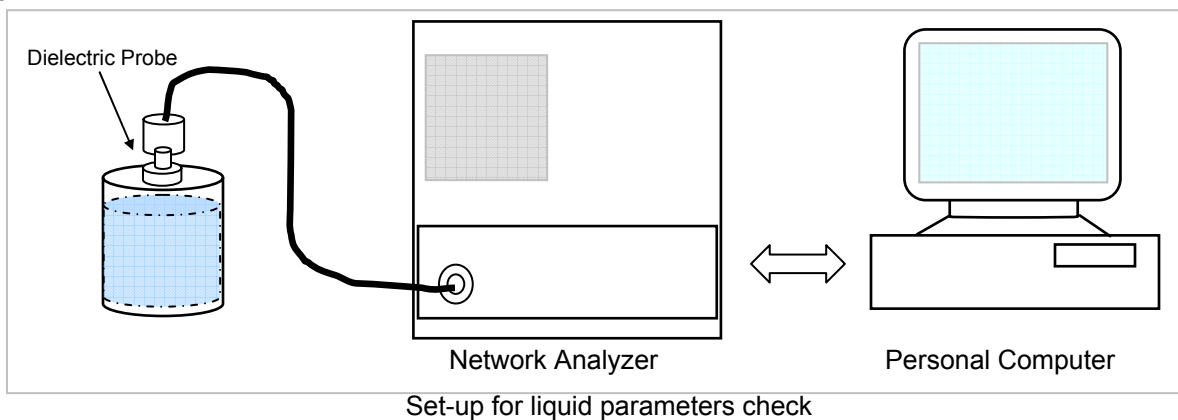 Dielectric Probe
Network Analyzer
Personal Computer
Set-up for liquid parameters check